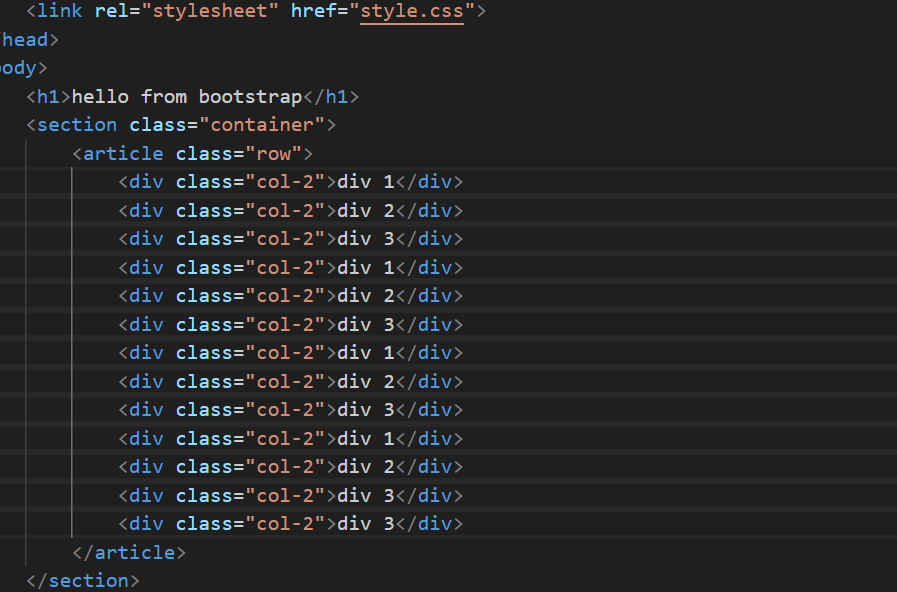 <link rel="stylesheet" href="style.css">
head>
ody>
<h1>hello from bootstrap</h1>
<section class="container">
<article class="row">
<div class="col-2">div 1</div>
<div class="col-2">div 2</div>
<div class="col-2">div 3</div>
<div class="col-2">div 1</div>
<div class="col-2">div 2</div>
<div class="col-2">div 3</div>
<div class="col-2">div 1</div>
<div class="col-2">div 2</div>
<div class="col-2">div 3</div>
<div class="col-2">div 1</div>
<div class="col-2">div 2</div>
<div class="col-2">div 3</div>
<div class="col-2">div 3</div>
</article>
</section>